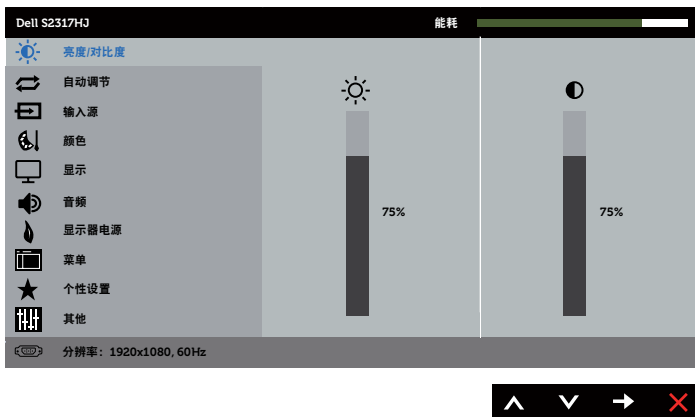 Dell S2317HJ 能耗
亮度/对比度
自动调节
输入源
颜色
显示
音频
75% 75%
显示器电源
菜单
个性设置
其他
分辨率： 1920x1080, 60Hz